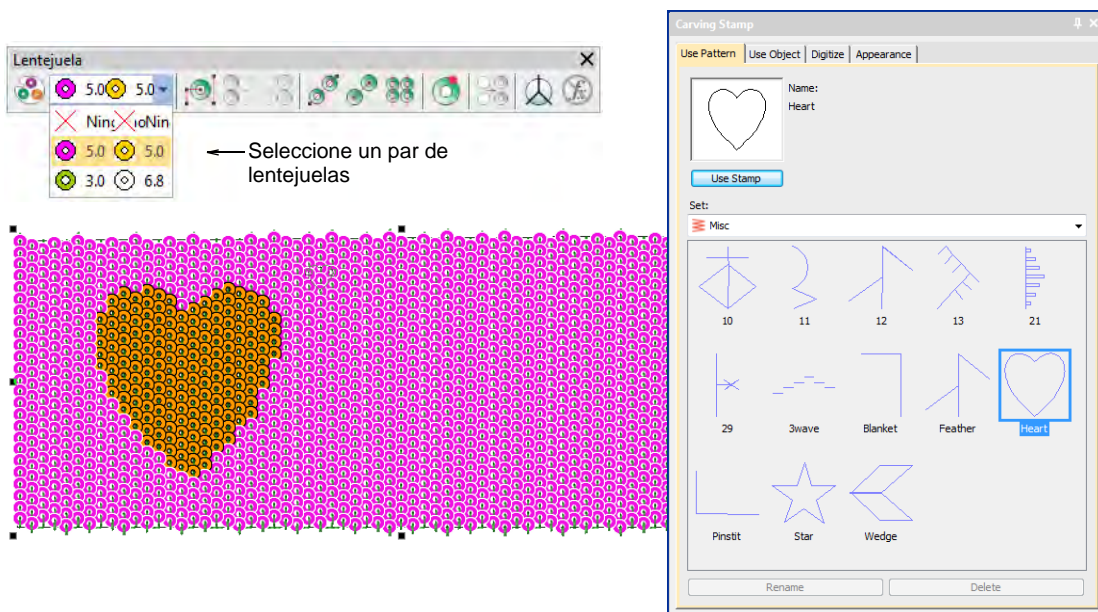 Lentejuela
5.0 5.0
Nin ioNin
5.0 5.0
3.0 6.8
Seleccione un par de
lentejuelas
Carving Stamp
Use Pattern Use Object Digitize Appearance
Name:
Heart
Use Stamp
Set:
Misc
10 11 12 13 21
29 3wave Blanket Feather Heart
Pinstit Star Wedge
Rename Delete